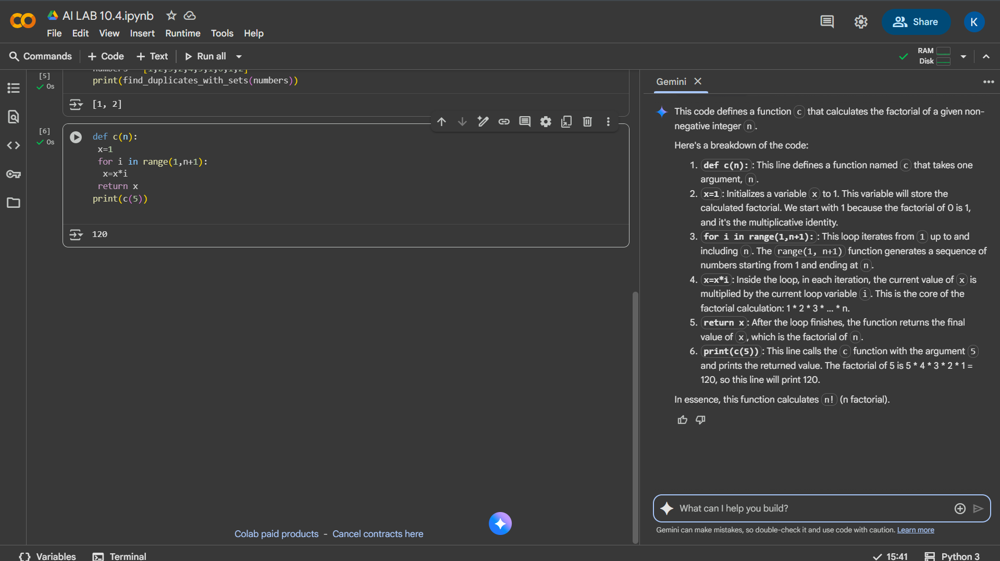 AI LAB 10.4.ipynb
File Edit View Insert Runtime Tools Help
Share
K
Commands + Code + Text Run all
RAM
Disk
[5]
0s
print(find_duplicates_with_sets(numbers))
[1, 2]
[6]
0s
def c(n):
 x=1
 for i in range(1,n+1):
  x=x*i
 return x
print(c(5))
120
Colab paid products - Cancel contracts here
Gemini
This code defines a function c that calculates the factorial of a given non-
negative integer n.
Here's a breakdown of the code:
1. def c(n): : This line defines a function named c that takes one
argument, n.
2. x=1 : Initializes a variable x to 1. This variable will store the
calculated factorial. We start with 1 because the factorial of 0 is 1,
and it's the multiplicative identity.
3. for i in range(1,n+1): : This loop iterates from 1 up to and
including n. The range(1, n+1) function generates a sequence of
numbers starting from 1 and ending at n.
4. x=x*i : Inside the loop, in each iteration, the current value of x is
multiplied by the current loop variable i. This is the core of the
factorial calculation: 1 * 2 * 3 * ... * n.
5. return x : After the loop finishes, the function returns the final
value of x, which is the factorial of n.
6. print(c(5)) : This line calls the c function with the argument 5
and prints the returned value. The factorial of 5 is 5 * 4 * 3 * 2 * 1 =
120, so this line will print 120.
In essence, this function calculates n! (n factorial).
What can I help you build?
Gemini can make mistakes, so double-check it and use code with caution. Learn more
Variables Terminal
15:41 Python 3